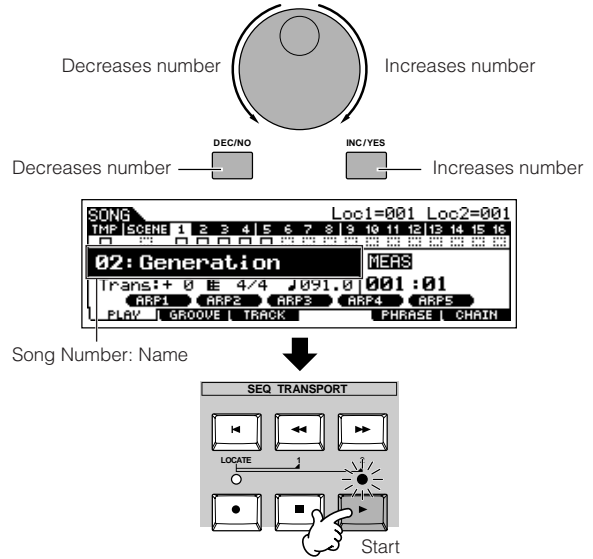 Decreases number
Increases number
DEC/NO
INC/YES
Decreases number
Increases number
SONG Loc1=001 Loc2=001
TMP SCENE 1 2 3 4 5 6 7 8 9 10 11 12 13 14 15 16
02:Generation MEAS
Trans:+ 0 4/4 ♩091.0 001:01
ARP1 ARP2 ARP3 ARP4 ARP5
PLAY GROOVE TRACK PHRASE CHAIN
Song Number: Name
SEQ TRANSPORT
LOCATE 1 2
Start